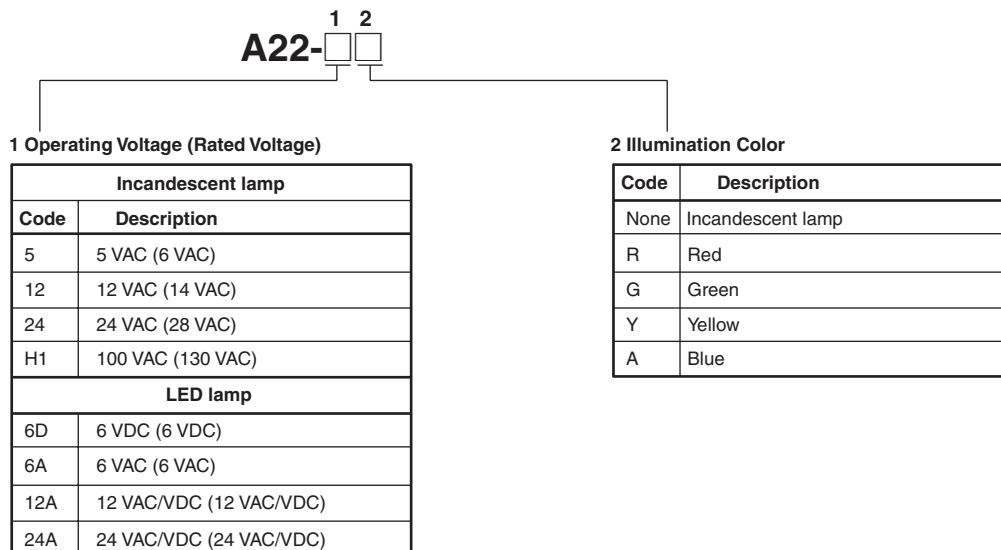 1 2
A22-
1 Operating Voltage (Rated Voltage)
Incandescent lamp
Code Description
5 5 VAC (6 VAC)
12 12 VAC (14 VAC)
24 24 VAC (28 VAC)
H1 100 VAC (130 VAC)
LED lamp
6D 6 VDC (6 VDC)
6A 6 VAC (6 VAC)
12A 12 VAC/VDC (12 VAC/VDC)
24A 24 VAC/VDC (24 VAC/VDC)
2 Illumination Color
Code Description
None Incandescent lamp
R Red
G Green
Y Yellow
A Blue